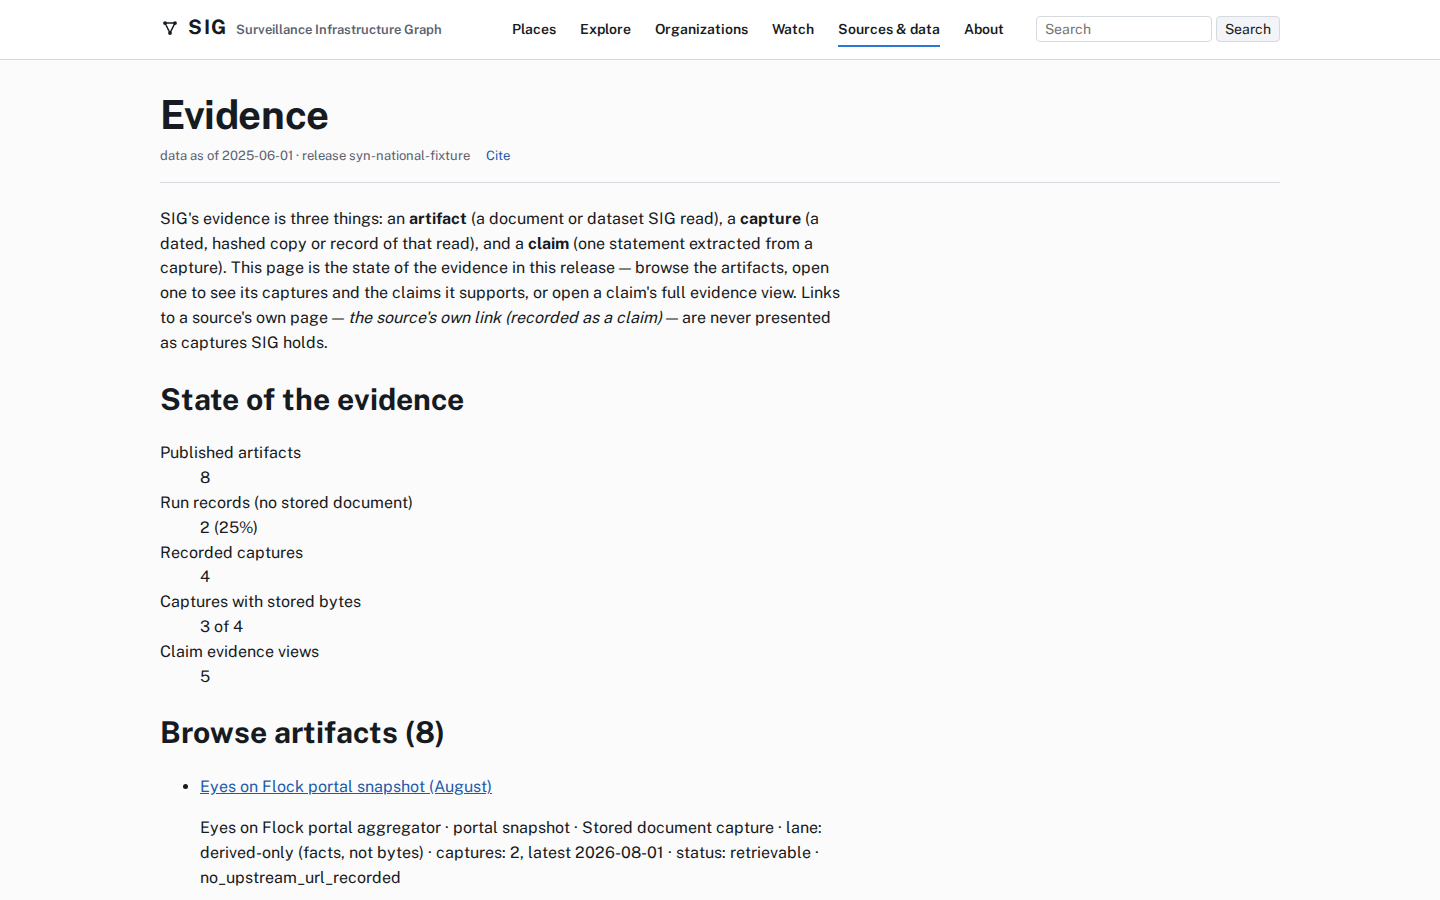 SIG Surveillance Infrastructure Graph Places Explore Organizations Watch Sources & data About Search Search
Evidence
data as of 2025-06-01 · release syn-national-fixture Cite
SIG's evidence is three things: an artifact (a document or dataset SIG read), a capture (a
dated, hashed copy or record of that read), and a claim (one statement extracted from a
capture). This page is the state of the evidence in this release — browse the artifacts, open
one to see its captures and the claims it supports, or open a claim's full evidence view. Links
to a source's own page — the source's own link (recorded as a claim) — are never presented
as captures SIG holds.
State of the evidence
Published artifacts
8
Run records (no stored document)
2 (25%)
Recorded captures
4
Captures with stored bytes
3 of 4
Claim evidence views
5
Browse artifacts (8)
• Eyes on Flock portal snapshot (August)
Eyes on Flock portal aggregator · portal snapshot · Stored document capture · lane:
derived-only (facts, not bytes) · captures: 2, latest 2026-08-01 · status: retrievable ·
no_upstream_url_recorded